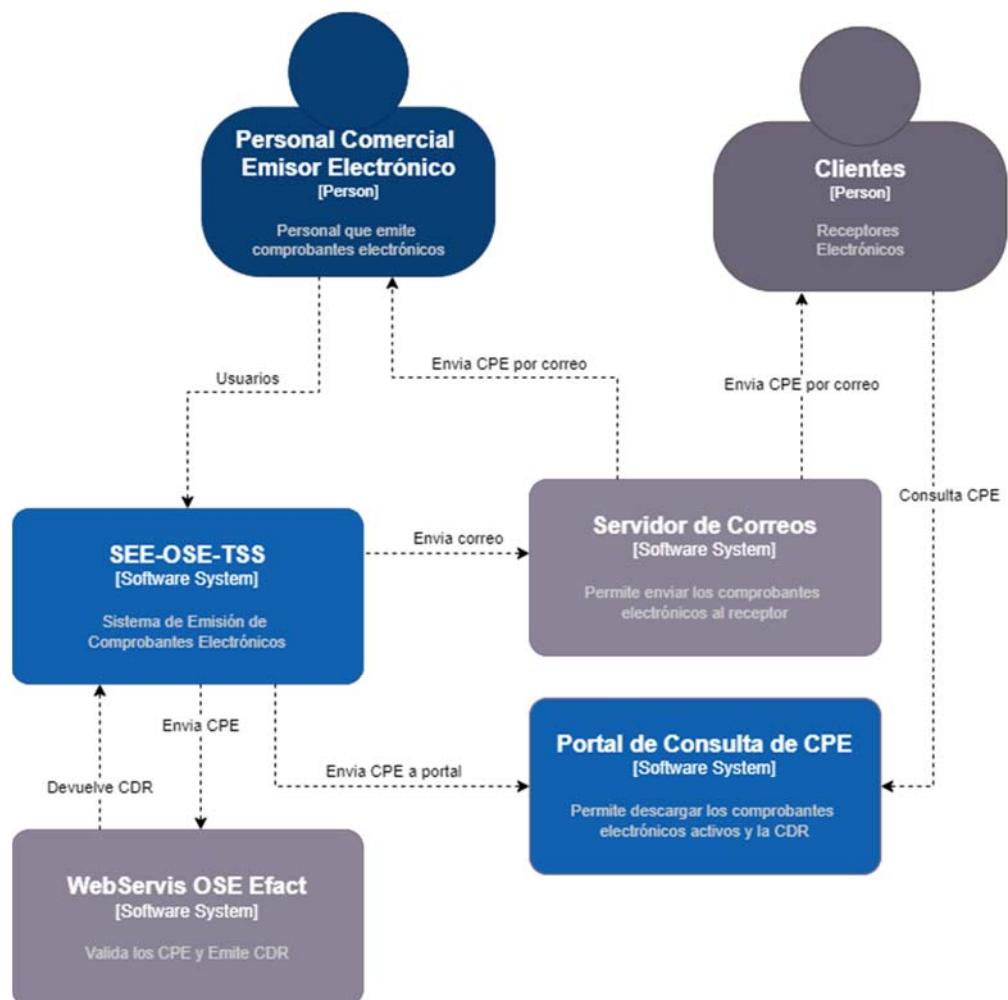 Personal Comercial
Emisor Electrónico
[Person]
Personal que emite
comprobantes electrónicos
Clientes
[Person]
Receptores
Electrónicos
Usuarios
Envia CPE por correo
Envia CPE por correo
Consulta CPE
SEE-OSE-TSS
[Software System]
Sistema de Emisión de
Comprobantes Electrónicos
Envia correo
Servidor de Correos
[Software System]
Permite enviar los comprobantes
electrónicos al receptor
Envia CPE
Devuelve CDR
Envia CPE a portal
Portal de Consulta de CPE
[Software System]
Permite descargar los comprobantes
electrónicos activos y la CDR
WebServis OSE Efact
[Software System]
Valida los CPE y Emite CDR